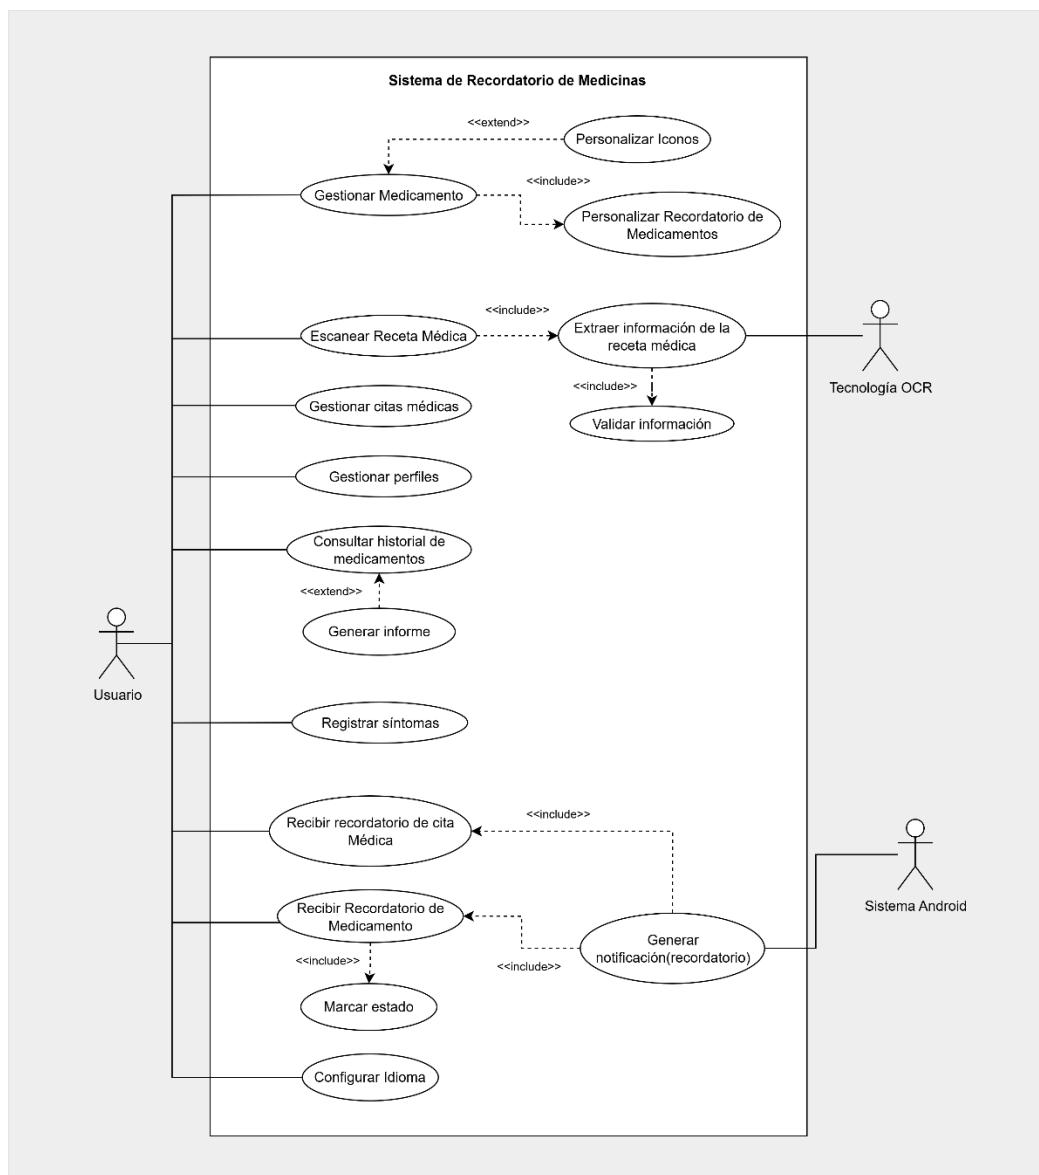 Sistema de Recordatorio de Medicinas
<<extend>>
Personalizar Iconos
Gestionar Medicamento
<<include>>
Personalizar Recordatorio de
Medicamentos
Escanear Receta Médica
<<include>>
Extraer información de la
receta médica
Tecnología OCR
<<include>>
Gestionar citas médicas
Validar información
Gestionar perfiles
Consultar historial de
medicamentos
<<extend>>
Generar informe
Usuario
Registrar síntomas
<<include>>
Recibir recordatorio de cita
Médica
Recibir Recordatorio de
Medicamento
Sistema Android
Generar
notificación(recordatorio)
<<include>>
<<include>>
Marcar estado
Configurar Idioma